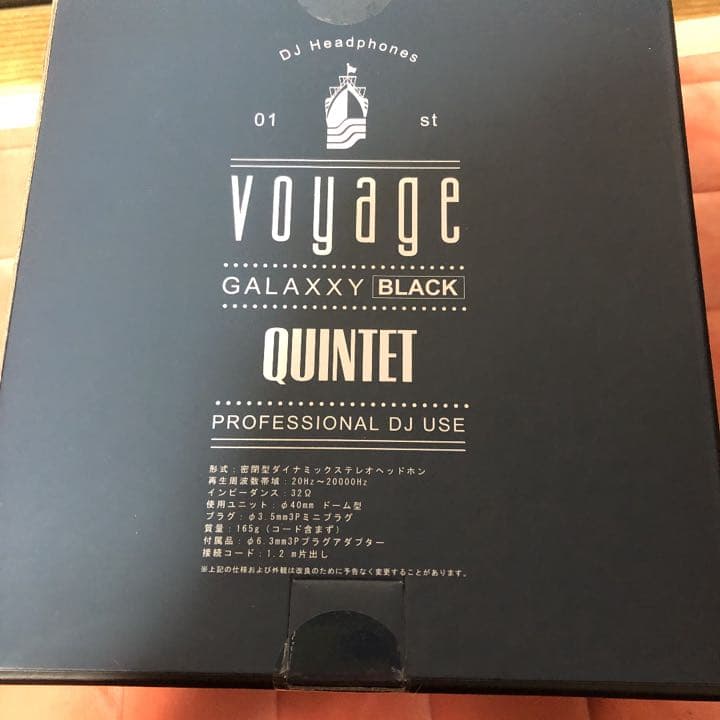 DJ Headphones
01 st
voyage
GALAXXY BLACK
QUINTET
PROFESSIONAL DJ USE
形式：密閉型ダイナミックステレオヘッドホン
再生周波数帯域：20Hz～20000Hz
インピーダンス：32Ω
使用ユニット：φ40mm ドーム型
プラグ：φ3.5mm3Pミニプラグ
質量：165g（コード含まず）
付属品：φ6.3mm3Pプラグアダプター
接続コード：1.2 m片出し
※上記の仕様および外観は改良のために予告なく変更することがあります。